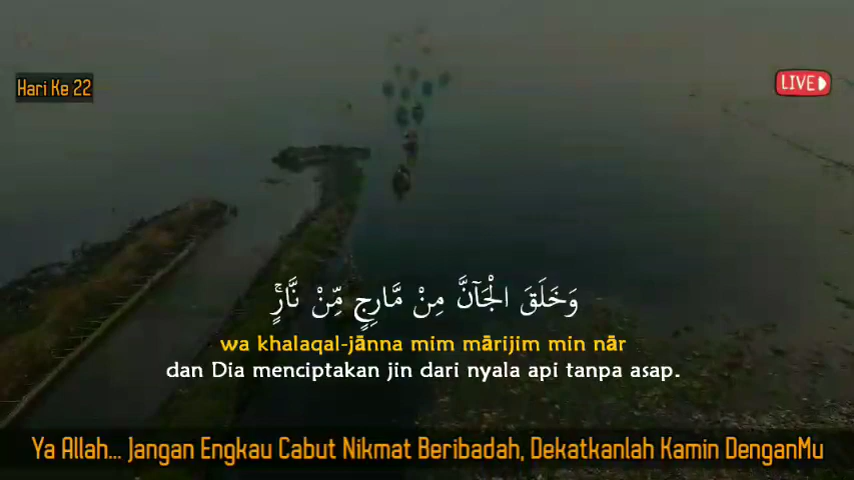 Hari Ke 22
LIVE
وَخَلَقَ الْجَآنَّ مِنْ مَّارِجٍ مِّنْ نَّارٍۚ
wa khalaqal-jānna mim mārijim min nār
dan Dia menciptakan jin dari nyala api tanpa asap.
Ya Allah... Jangan Engkau Cabut Nikmat Beribadah, Dekatkanlah Kamin DenganMu